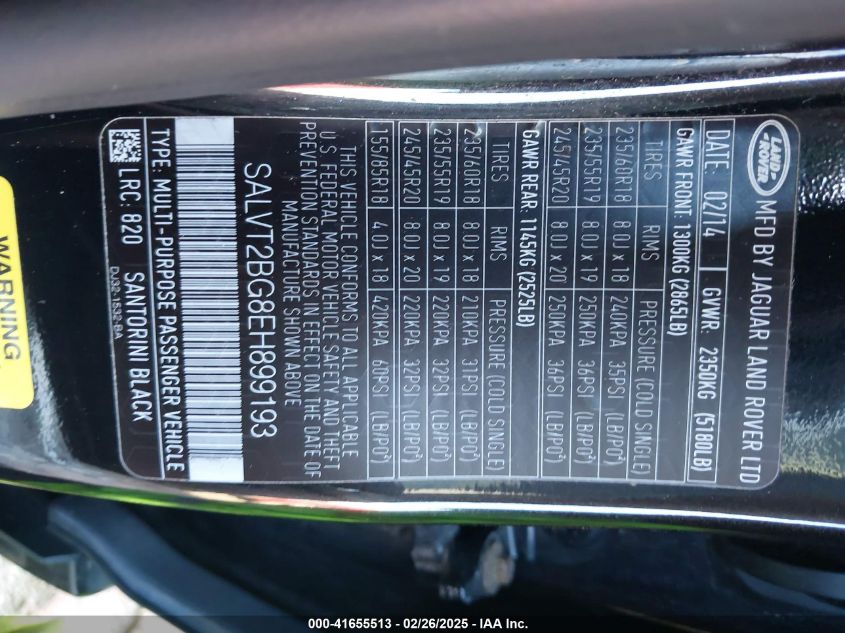 LAND-
ROVER
MFD BY JAGUAR LAND ROVER LTD
DATE: 02/14 GVWR: 2350KG (5180LB)
GAWR FRONT: 1300KG (2865LB)
TIRES RIMS PRESSURE (COLD SINGLE)
235/60R18 8.0J x 18 240KPA 35PSI (LB/PO²)
235/55R19 8.0J x 19 250KPA 36PSI (LB/PO²)
245/45R20 8.0J x 20 250KPA 36PSI (LB/PO²)
GAWR REAR: 1145KG (2525LB)
TIRES RIMS PRESSURE (COLD SINGLE)
235/60R18 8.0J x 18 210KPA 31PSI (LB/PO²)
235/55R19 8.0J x 19 220KPA 32PSI (LB/PO²)
245/45R20 8.0J x 20 220KPA 32PSI (LB/PO²)
155/85R18 4.0J x 18 420KPA 60PSI (LB/PO²)
THIS VEHICLE CONFORMS TO ALL APPLICABLE
U.S. FEDERAL MOTOR VEHICLE SAFETY AND THEFT
PREVENTION STANDARDS IN EFFECT ON THE DATE OF
MANUFACTURE SHOWN ABOVE
SALVT2BG8EH899193
TYPE: MULTI-PURPOSE PASSENGER VEHICLE
LRC: 820 SANTORINI BLACK
DJ32-1532-BA
WARNING
000-41655513 - 02/26/2025 - IAA Inc.